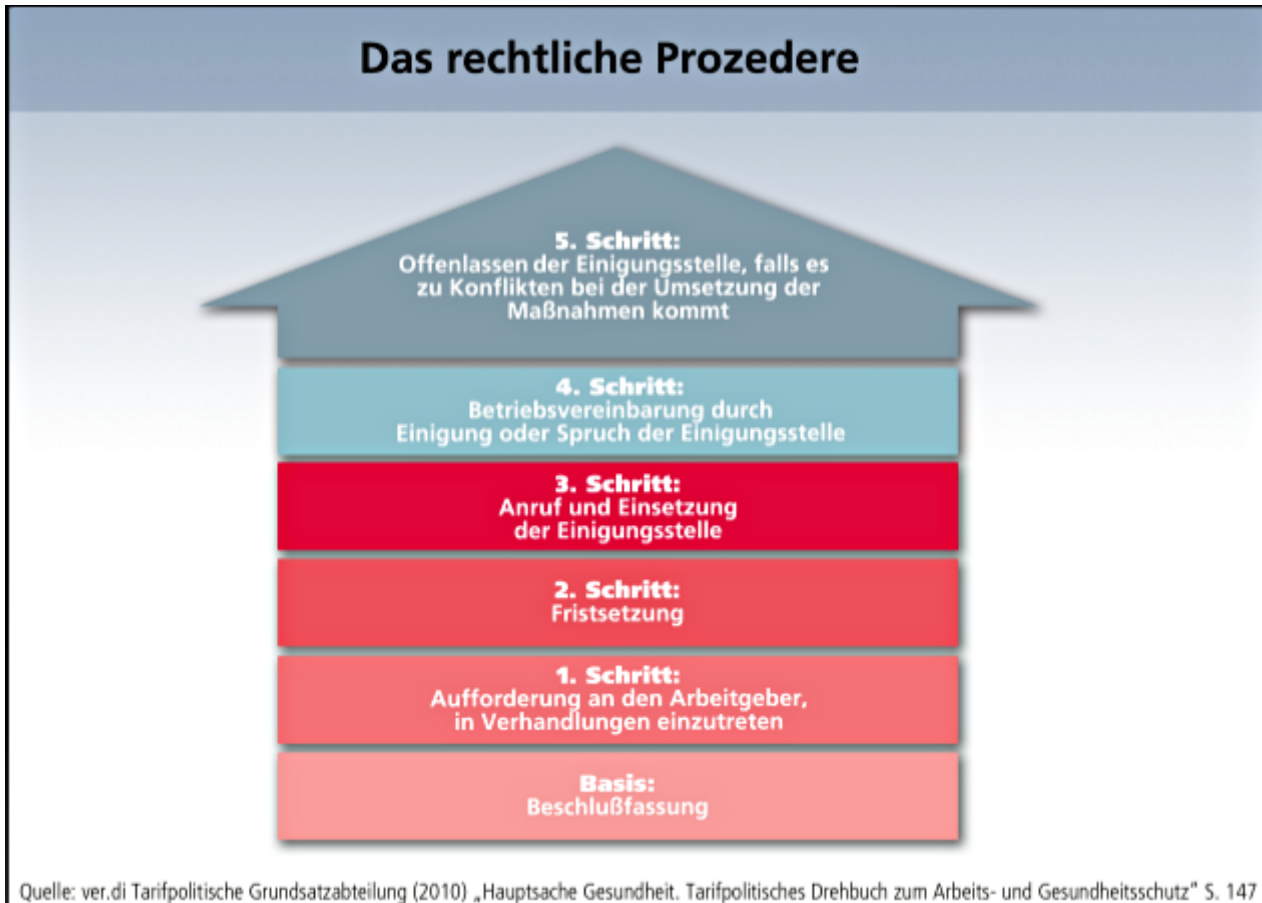 Das rechtliche Prozedere
5. Schritt:
Offenlassen der Einigungsstelle, falls es
zu Konflikten bei der Umsetzung der
Maßnahmen kommt
4. Schritt:
Betriebsvereinbarung durch
Einigung oder Spruch der Einigungsstelle
3. Schritt:
Anruf und Einsetzung
der Einigungsstelle
2. Schritt:
Fristsetzung
1. Schritt:
Aufforderung an den Arbeitgeber,
in Verhandlungen einzutreten
Basis:
Beschlußfassung
Quelle: ver.di Tarifpolitische Grundsatzabteilung (2010) „Hauptsache Gesundheit. Tarifpolitisches Drehbuch zum Arbeits- und Gesundheitsschutz" S. 147